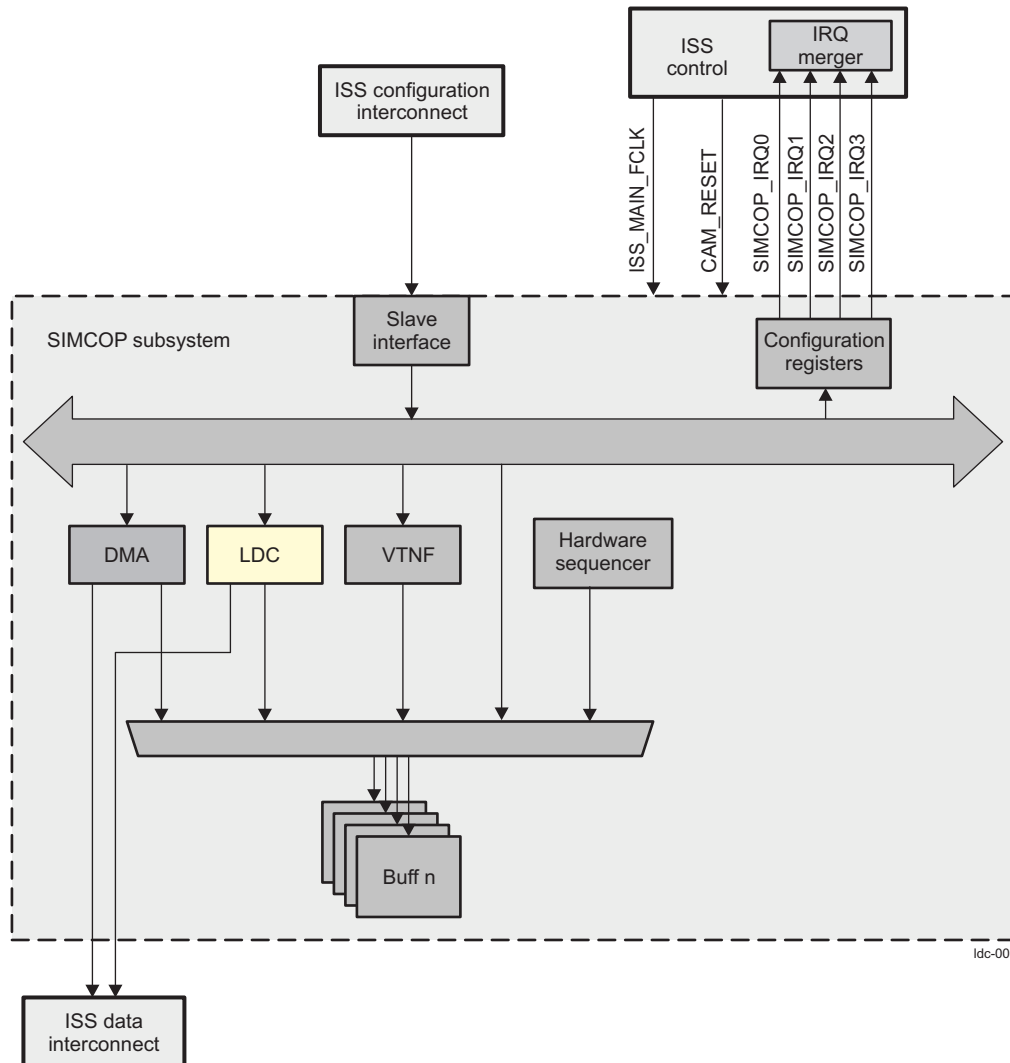 ISS
control
IRQ
merger
ISS configuration
interconnect
ISS_MAIN_FCLK
CAM_RESET
SIMCOP_IRQ0
SIMCOP_IRQ1
SIMCOP_IRQ2
SIMCOP_IRQ3
SIMCOP subsystem
Slave
interface
Configuration
registers
DMA
LDC
VTNF
Hardware
sequencer
Buff n
ldc-00
ISS data
interconnect